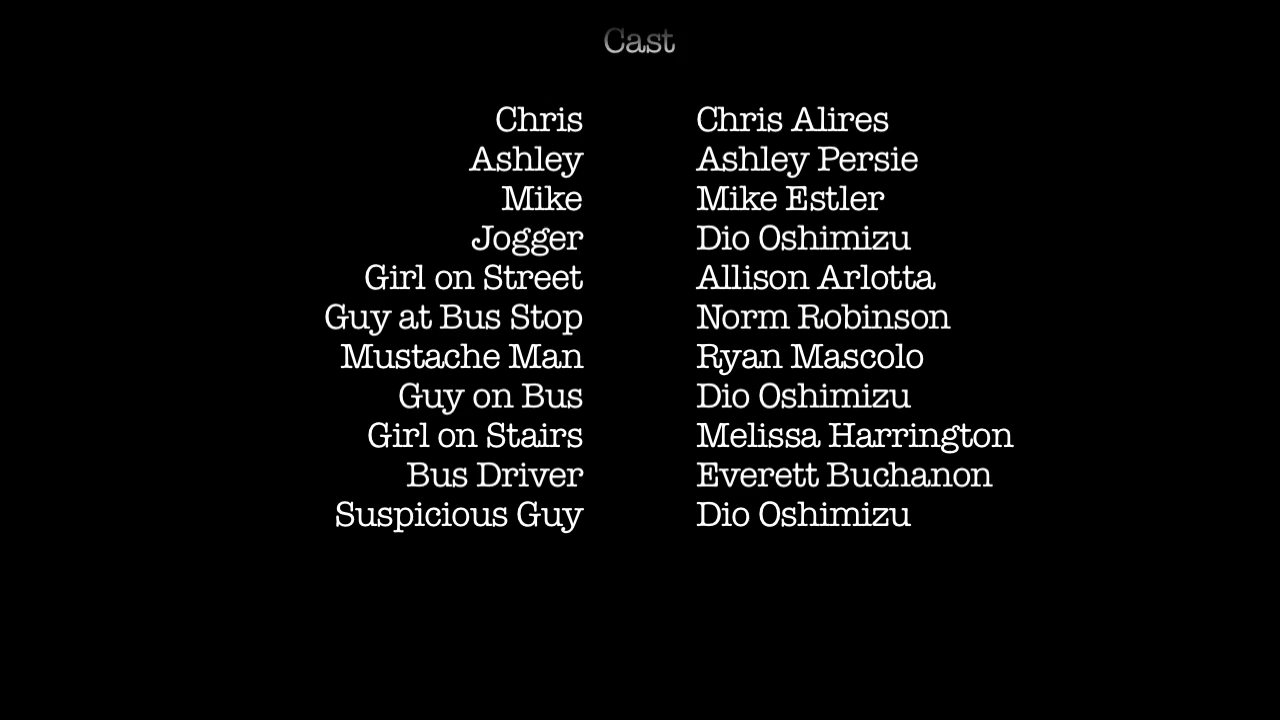 Cast
Chris Chris Alires
Ashley Ashley Persie
Mike Mike Estler
Jogger Dio Oshimizu
Girl on Street Allison Arlotta
Guy at Bus Stop Norm Robinson
Mustache Man Ryan Mascolo
Guy on Bus Dio Oshimizu
Girl on Stairs Melissa Harrington
Bus Driver Everett Buchanon
Suspicious Guy Dio Oshimizu